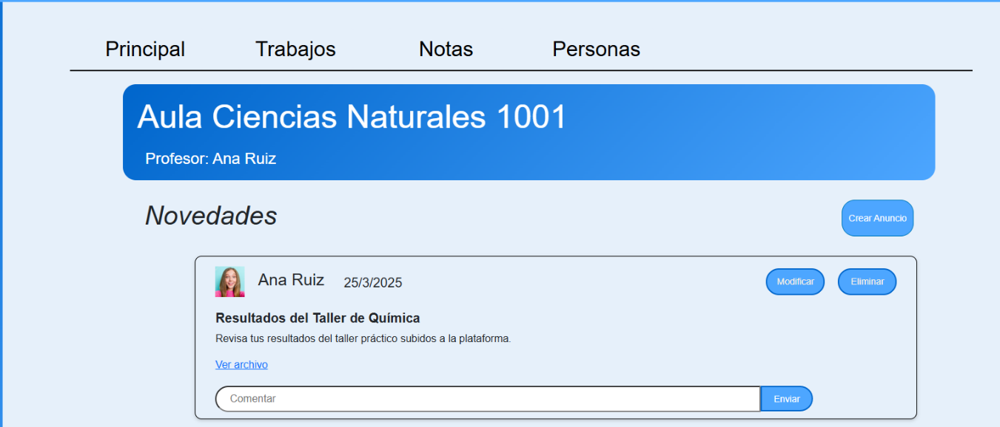 Principal Trabajos Notas Personas
Aula Ciencias Naturales 1001
Profesor: Ana Ruiz
Novedades
Crear Anuncio
Ana Ruiz 25/3/2025
Modificar Eliminar
Resultados del Taller de Química
Revisa tus resultados del taller práctico subidos a la plataforma.
Ver archivo
Comentar
Enviar